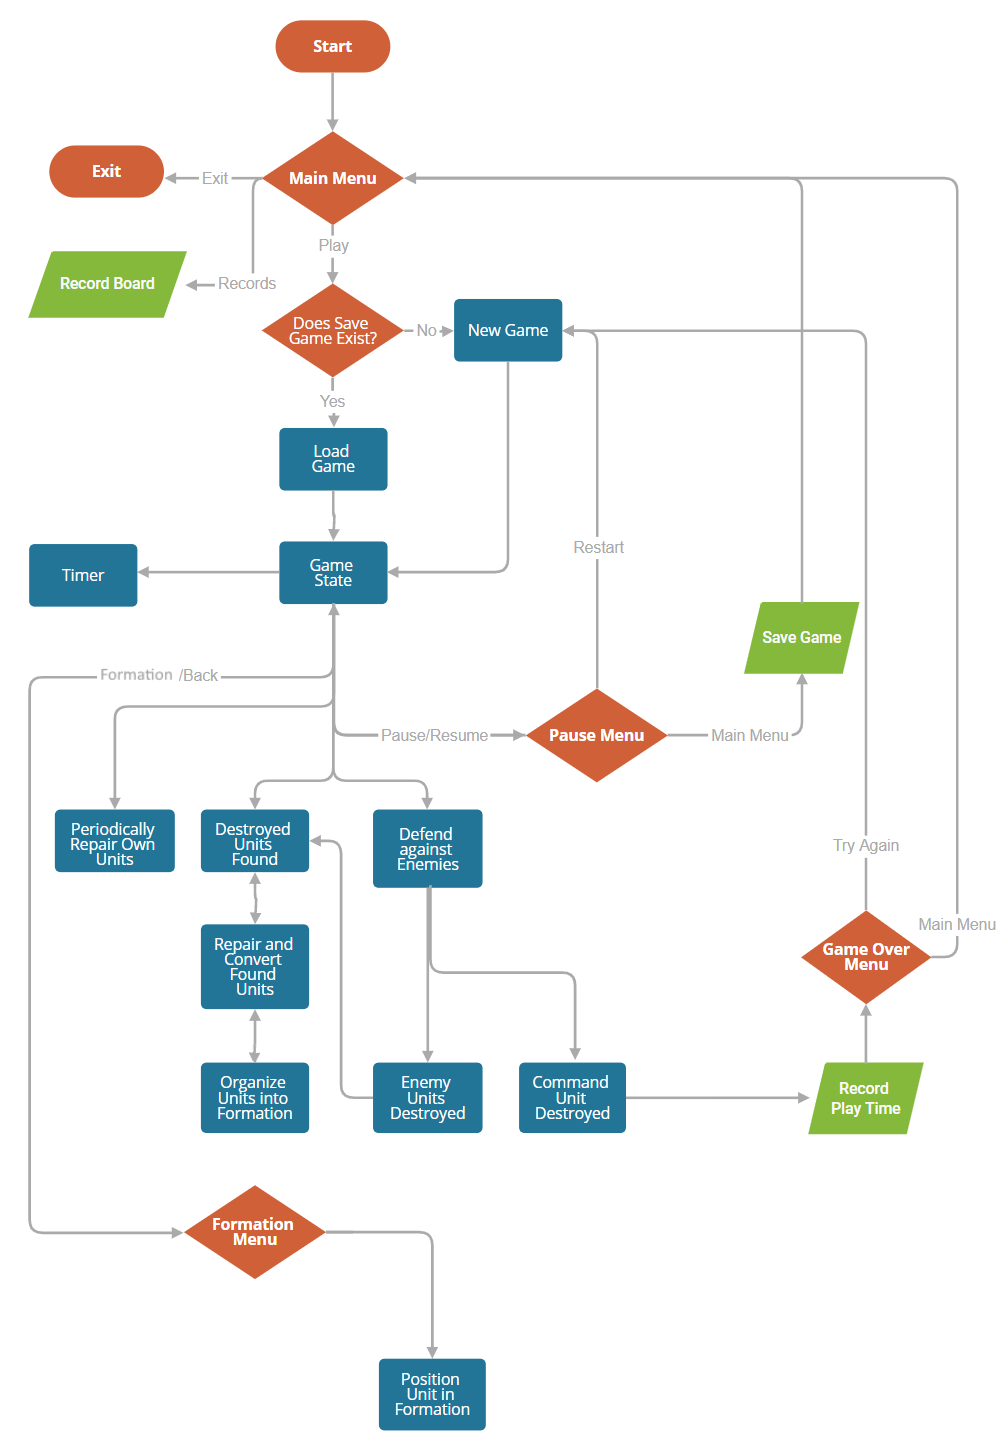 Start
Exit
Exit
Main Menu
Play
Record Board
Records
Does Save
Game Exist?
No
New Game
Yes
Load
Game
Restart
Timer
Game
State
Save Game
Formation /Back
Pause/Resume
Pause Menu
Main Menu
Periodically
Repair Own
Units
Destroyed
Units
Found
Defend
against
Enemies
Try Again
Repair and
Convert
Found
Units
Game Over
Menu
Main Menu
Organize
Units into
Formation
Enemy
Units
Destroyed
Command
Unit
Destroyed
Record
Play Time
Formation
Menu
Position
Unit in
Formation